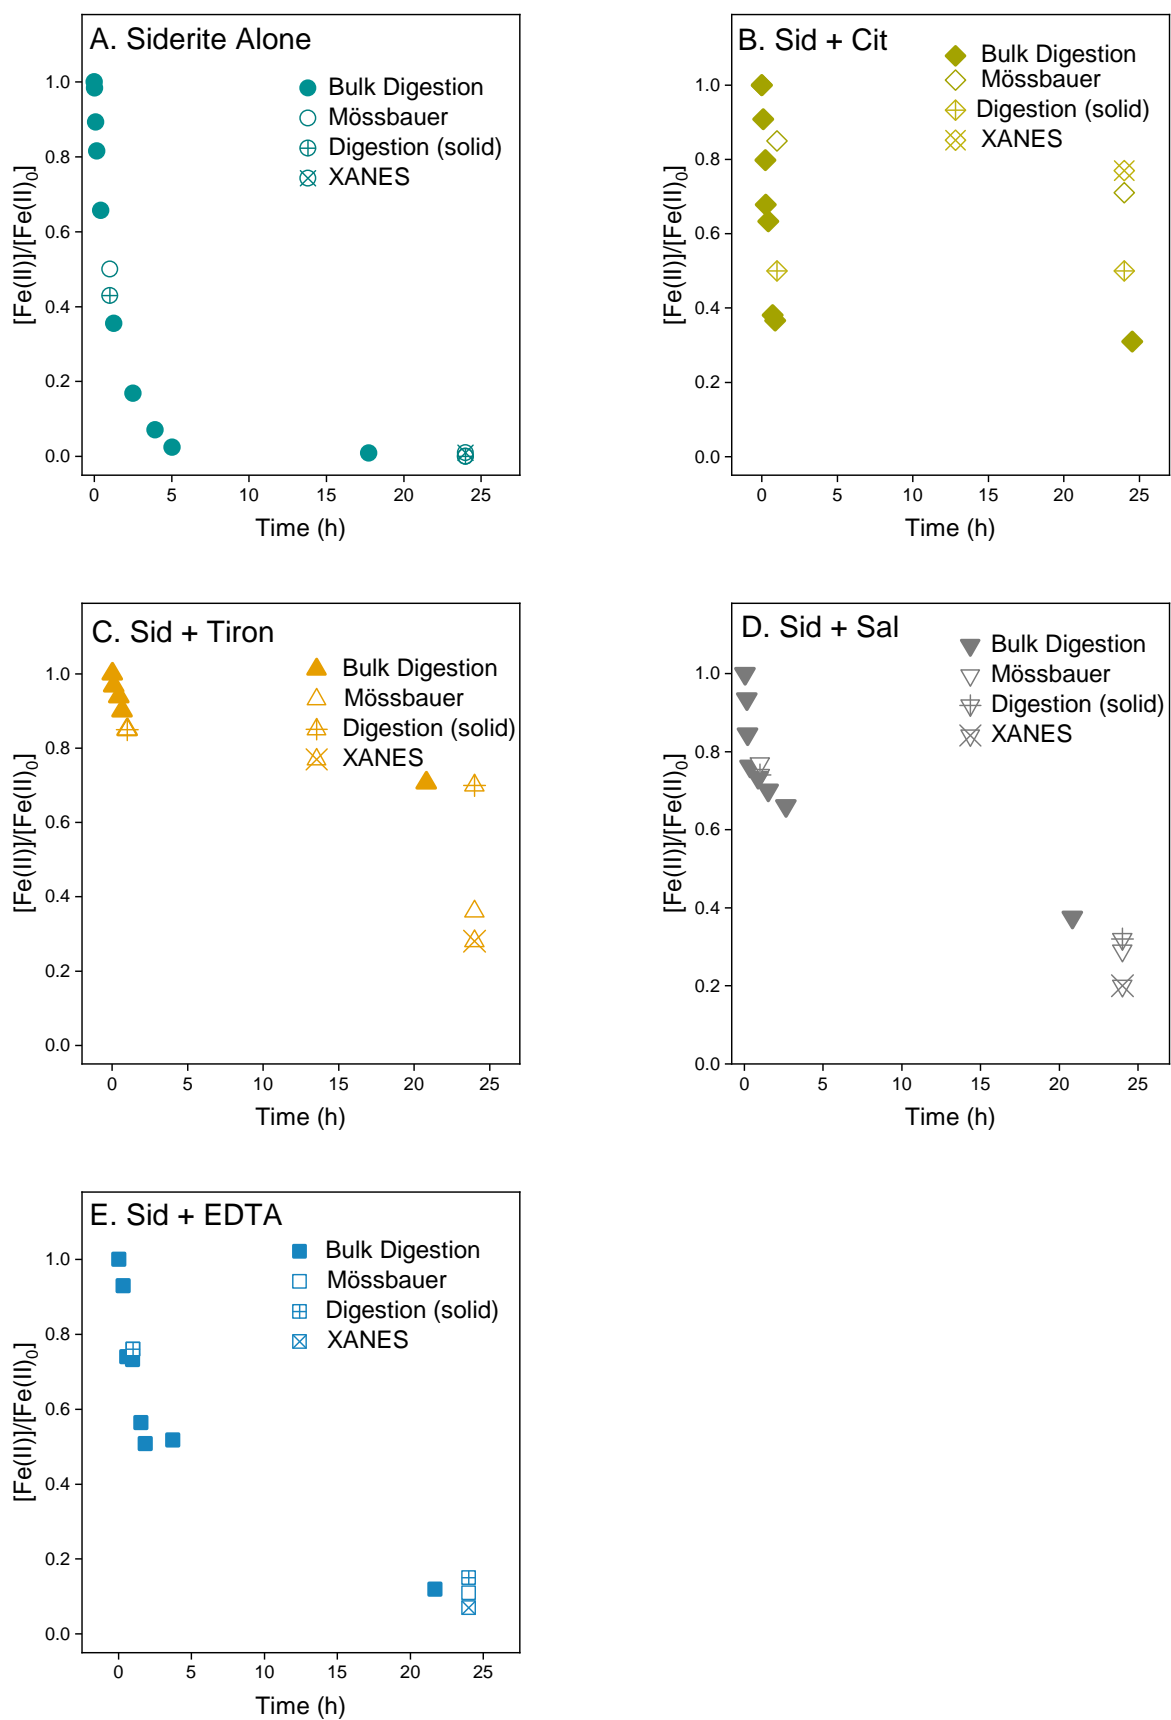 A. Siderite Alone
Bulk Digestion
Mössbauer
Digestion (solid)
XANES
[Fe(II)]/[Fe(II)0]
1.0
0.8
0.6
0.4
0.2
0.0
0 5 10 15 20 25
Time (h)
B. Sid + Cit
Bulk Digestion
Mössbauer
Digestion (solid)
XANES
[Fe(II)]/[Fe(II)0]
1.0
0.8
0.6
0.4
0.2
0.0
0 5 10 15 20 25
Time (h)
C. Sid + Tiron
Bulk Digestion
Mössbauer
Digestion (solid)
XANES
[Fe(II)]/[Fe(II)0]
1.0
0.8
0.6
0.4
0.2
0.0
0 5 10 15 20 25
Time (h)
D. Sid + Sal
Bulk Digestion
Mössbauer
Digestion (solid)
XANES
[Fe(II)]/[Fe(II)0]
1.0
0.8
0.6
0.4
0.2
0.0
0 5 10 15 20 25
Time (h)
E. Sid + EDTA
Bulk Digestion
Mössbauer
Digestion (solid)
XANES
[Fe(II)]/[Fe(II)0]
1.0
0.8
0.6
0.4
0.2
0.0
0 5 10 15 20 25
Time (h)